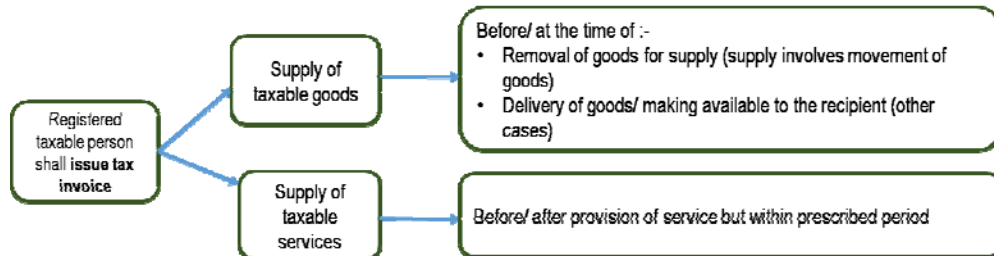 Registered
taxable person
shall issue tax
invoice
Supply of
taxable goods
Before/ at the time of :-
• Removal of goods for supply (supply involves movement of
goods)
• Delivery of goods/ making available to the recipient (other
cases)
Supply of
taxable
services
Before/ after provision of service but within prescribed period